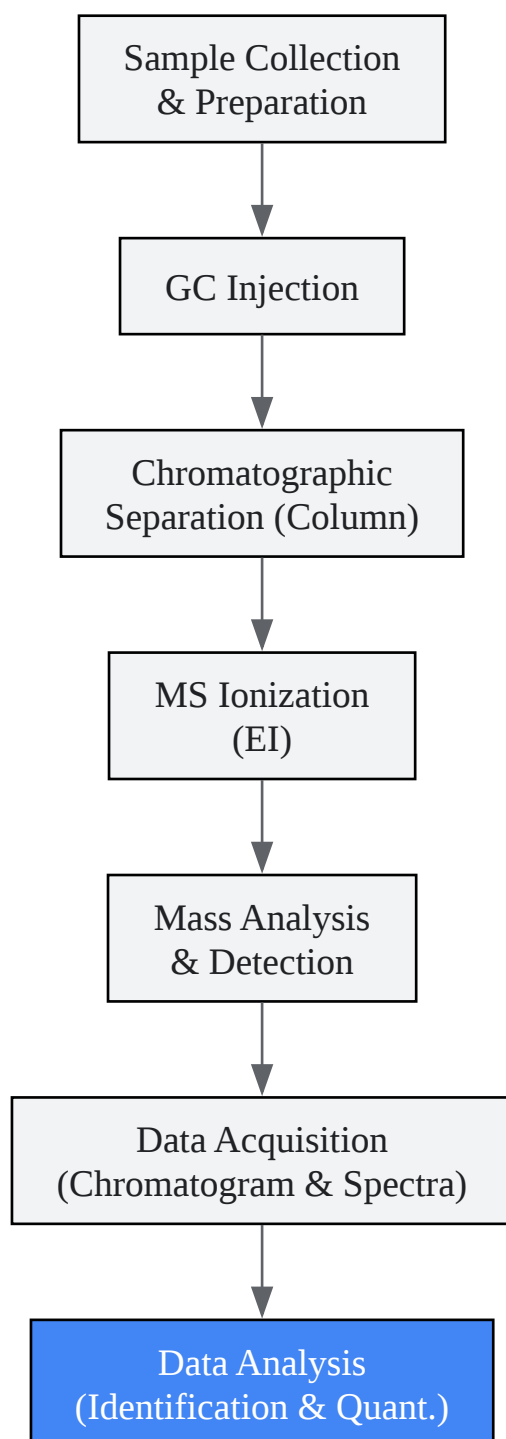 Sample Collection
& Preparation
GC Injection
Chromatographic
Separation (Column)
MS Ionization
(EI)
Mass Analysis
& Detection
Data Acquisition
(Chromatogram & Spectra)
Data Analysis
(Identification & Quant.)